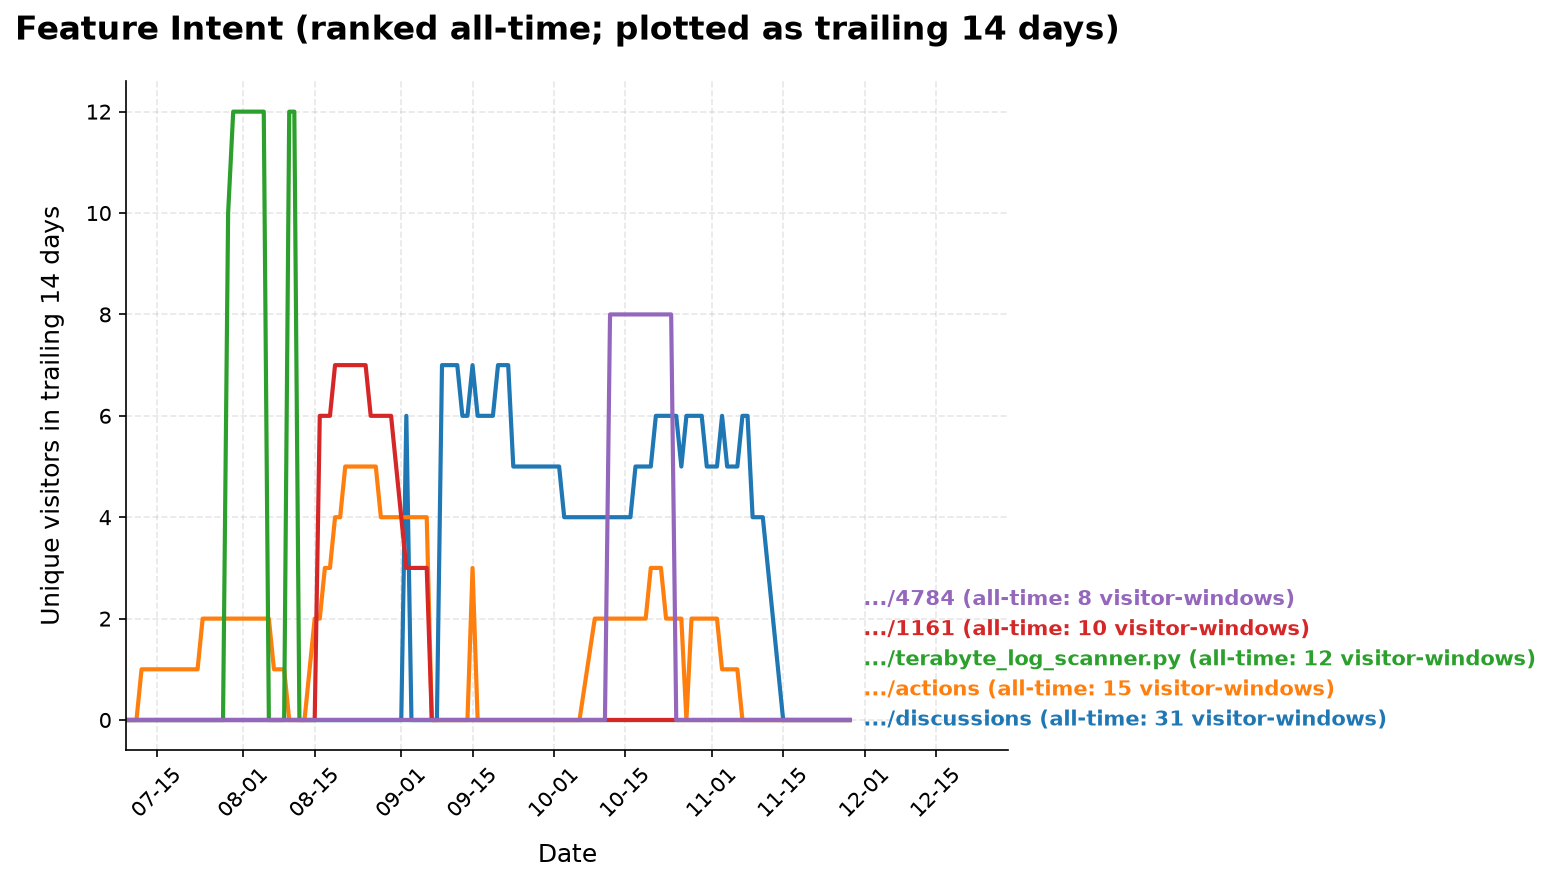 Feature Intent (ranked all-time; plotted as trailing 14 days)
Unique visitors in trailing 14 days
12
10
8
6
4
2
0
.../4784 (all-time: 8 visitor-windows)
.../1161 (all-time: 10 visitor-windows)
.../terabyte_log_scanner.py (all-time: 12 visitor-windows)
.../actions (all-time: 15 visitor-windows)
.../discussions (all-time: 31 visitor-windows)
07-15 08-01 08-15 09-01 09-15 10-01 10-15 11-01 11-15 12-01 12-15
Date